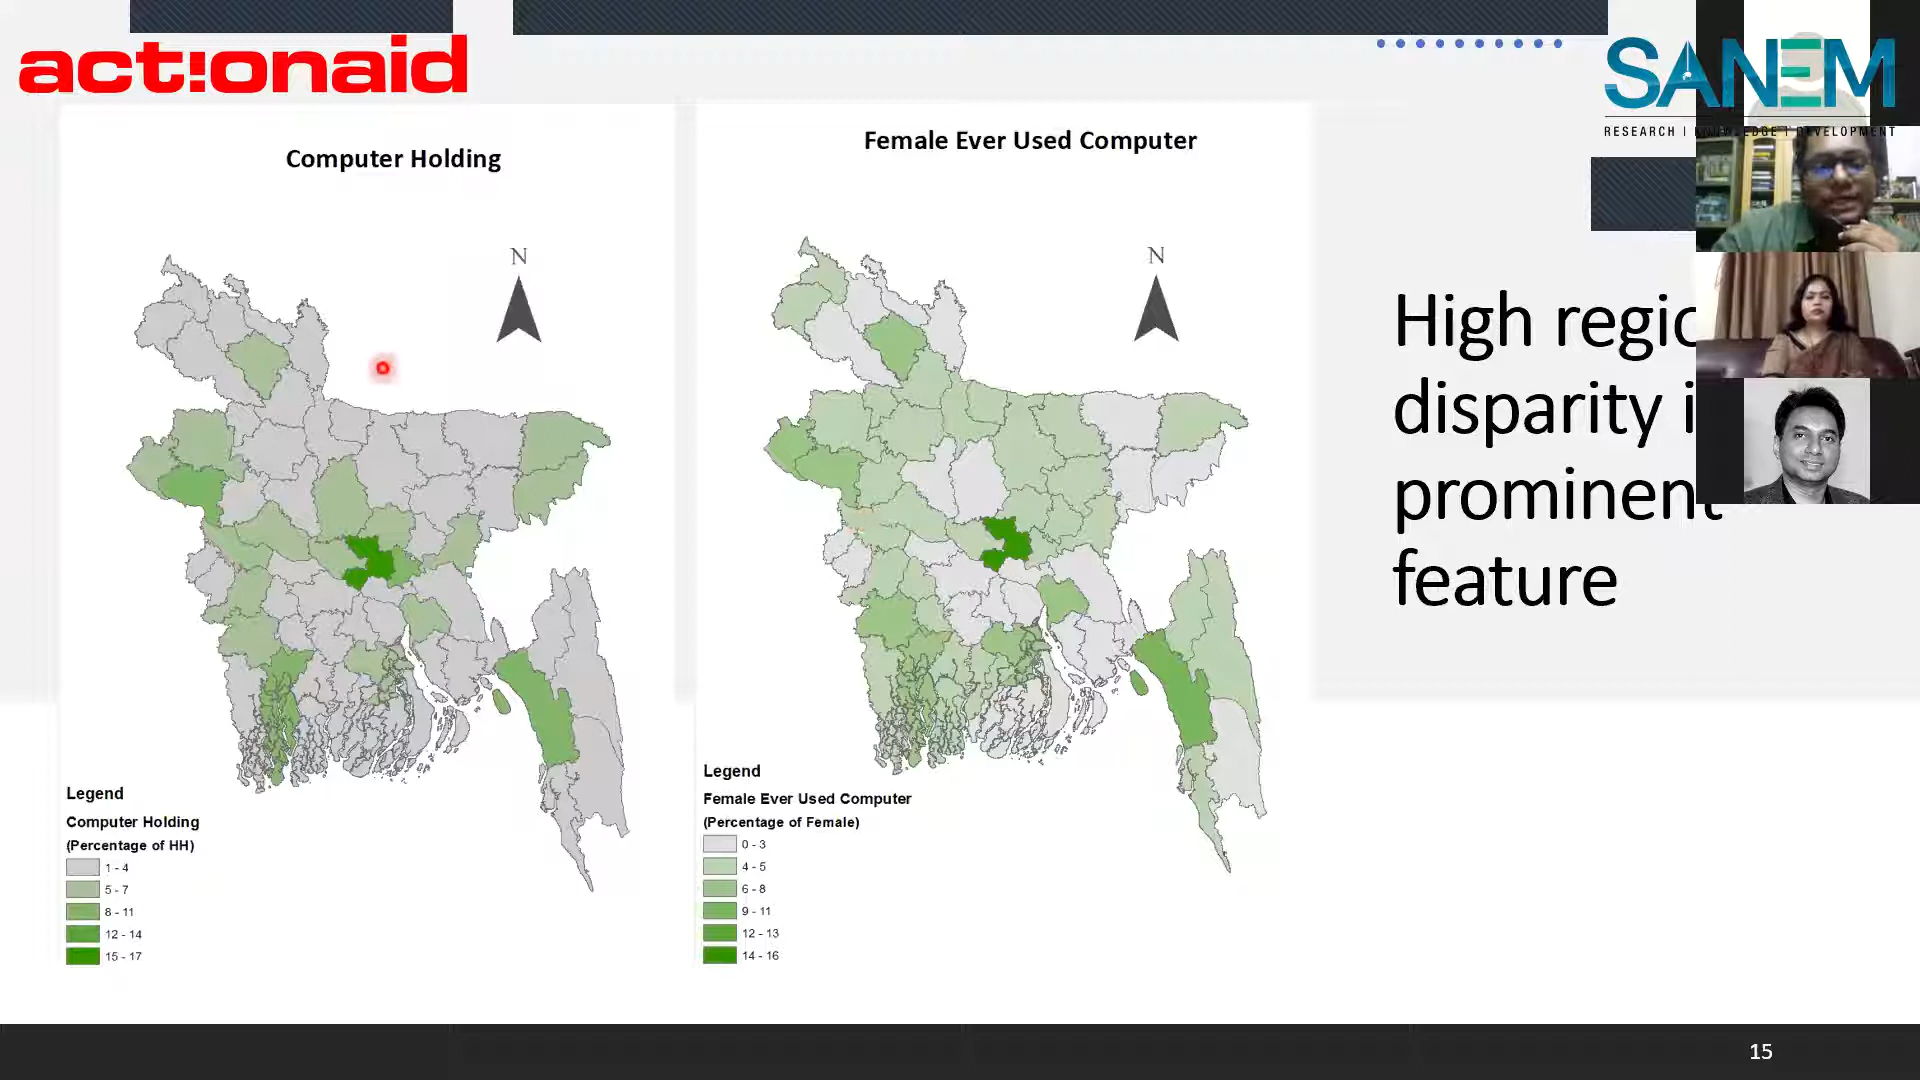 act!onaid
SANEM
RESEARCH | KNOWLEDGE | DEVELOPMENT
Computer Holding
Female Ever Used Computer
N
N
High regio
disparity i
prominent
feature
Legend
Computer Holding
(Percentage of HH)
1 - 4
5 - 7
8 - 11
12 - 14
15 - 17
Legend
Female Ever Used Computer
(Percentage of Female)
0 - 3
4 - 5
6 - 8
9 - 11
12 - 13
14 - 16
15